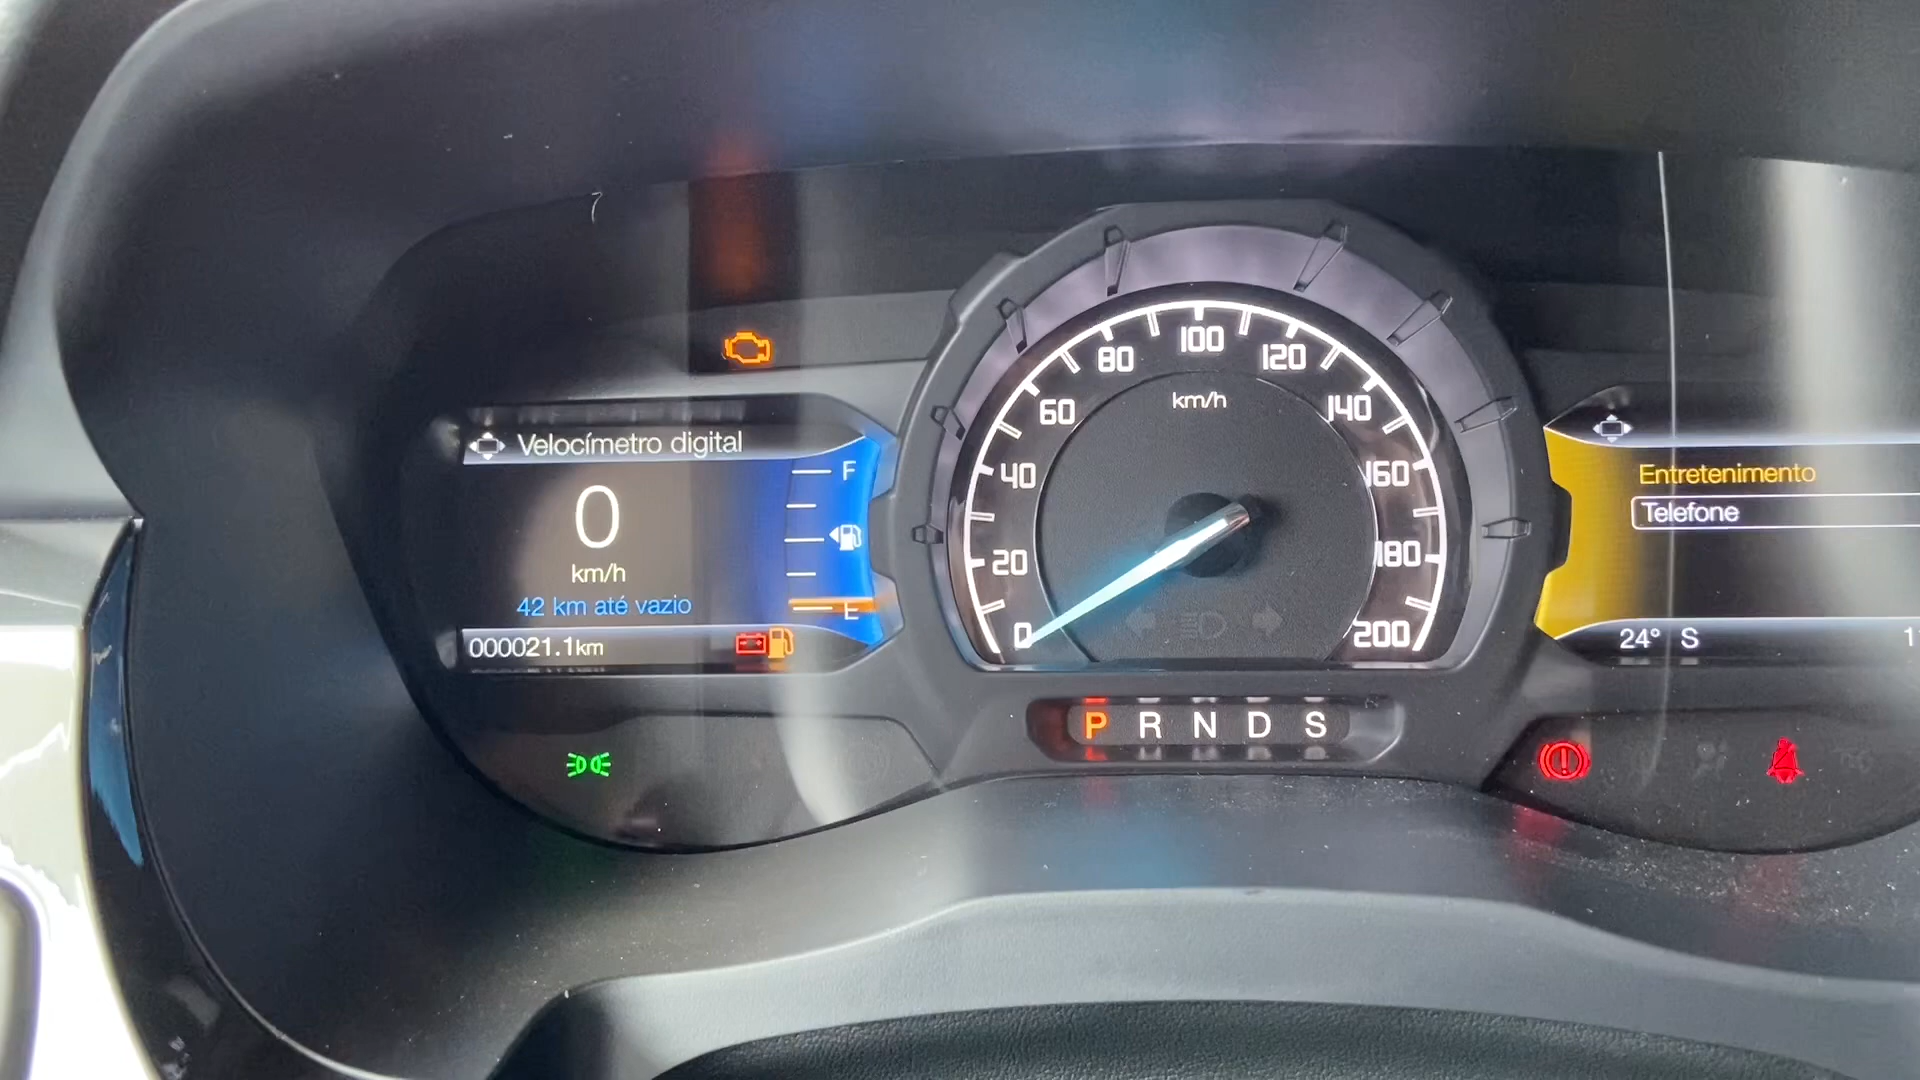 Velocímetro digital
F
0
km/h
42 km até vazio
E
000021.1km
0
20
40
60
80
100
120
140
160
180
200
km/h
P R N D S
Entretenimento
Telefone
24° S